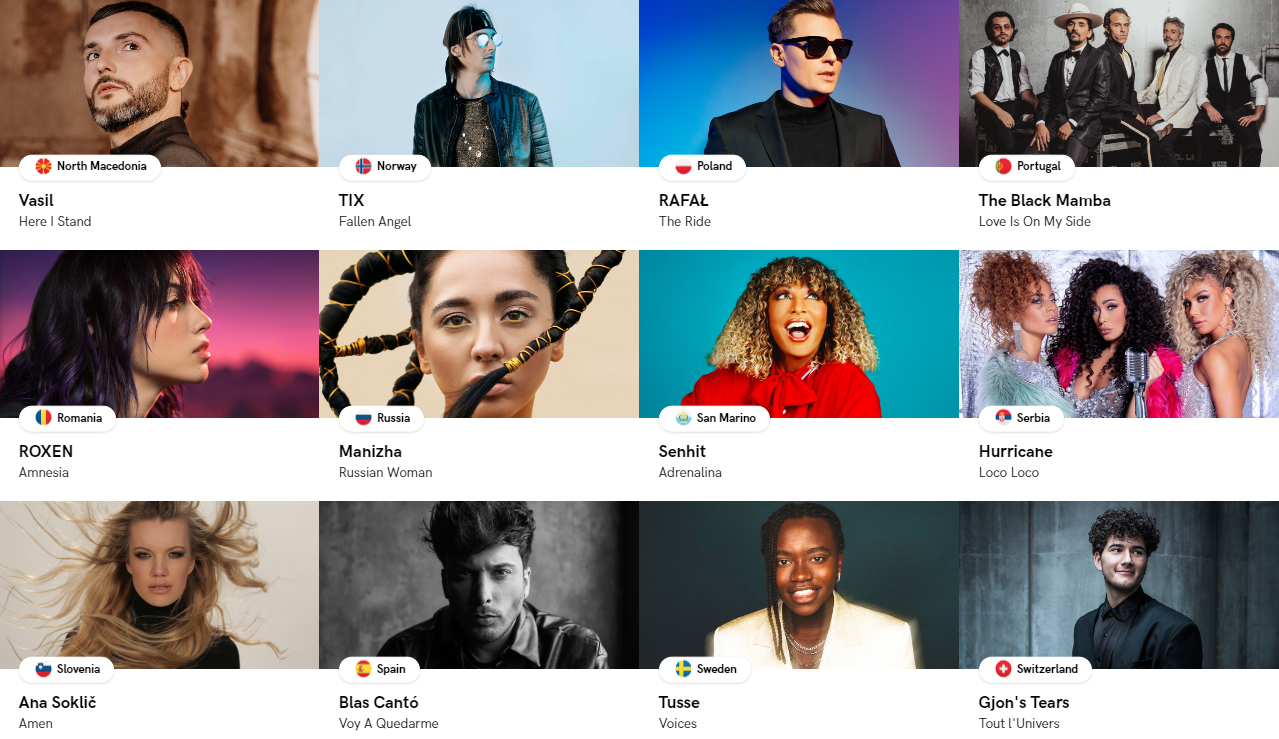 North Macedonia
Vasil
Here I Stand
Norway
TIX
Fallen Angel
Poland
RAFAŁ
The Ride
Portugal
The Black Mamba
Love Is On My Side
Romania
ROXEN
Amnesia
Russia
Manizha
Russian Woman
San Marino
Senhit
Adrenalina
Serbia
Hurricane
Loco Loco
Slovenia
Ana Soklič
Amen
Spain
Blas Cantó
Voy A Quedarme
Sweden
Tusse
Voices
Switzerland
Gjon's Tears
Tout l'Univers